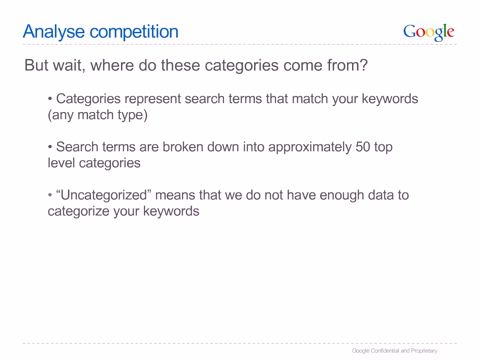 Analyse competition
Google
But wait, where do these categories come from?
• Categories represent search terms that match your keywords
(any match type)
• Search terms are broken down into approximately 50 top
level categories
• “Uncategorized” means that we do not have enough data to
categorize your keywords
Google Confidential and Proprietary